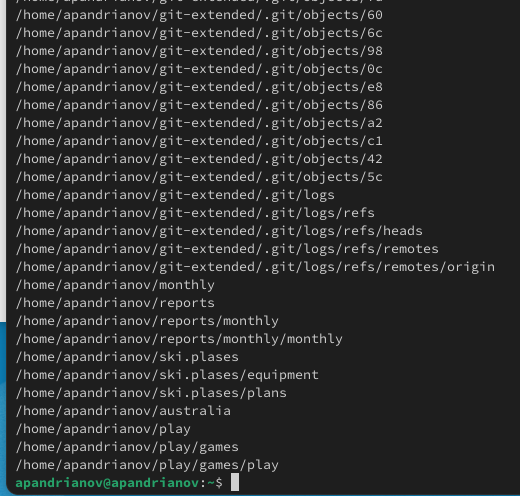 /home/apandrianov/git-extended/.git/objects/60
/home/apandrianov/git-extended/.git/objects/6c
/home/apandrianov/git-extended/.git/objects/98
/home/apandrianov/git-extended/.git/objects/0c
/home/apandrianov/git-extended/.git/objects/e8
/home/apandrianov/git-extended/.git/objects/86
/home/apandrianov/git-extended/.git/objects/a2
/home/apandrianov/git-extended/.git/objects/c1
/home/apandrianov/git-extended/.git/objects/42
/home/apandrianov/git-extended/.git/objects/5c
/home/apandrianov/git-extended/.git/logs
/home/apandrianov/git-extended/.git/logs/refs
/home/apandrianov/git-extended/.git/logs/refs/heads
/home/apandrianov/git-extended/.git/logs/refs/remotes
/home/apandrianov/git-extended/.git/logs/refs/remotes/origin
/home/apandrianov/monthly
/home/apandrianov/reports
/home/apandrianov/reports/monthly
/home/apandrianov/reports/monthly/monthly
/home/apandrianov/ski.plases
/home/apandrianov/ski.plases/equipment
/home/apandrianov/ski.plases/plans
/home/apandrianov/australia
/home/apandrianov/play
/home/apandrianov/play/games
/home/apandrianov/play/games/play
apandrianov@apandrianov:~$